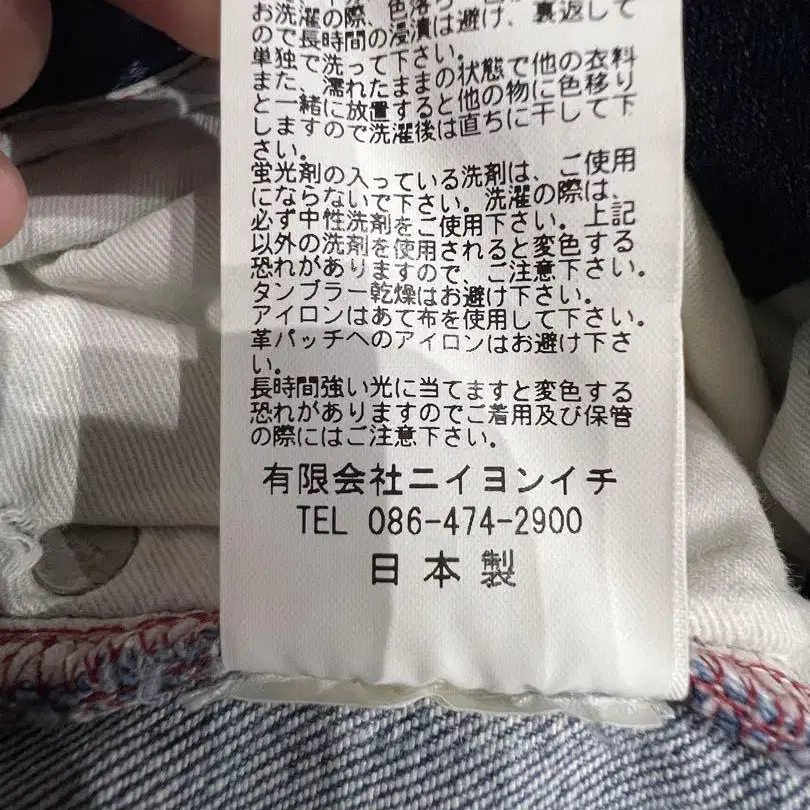 お洗濯の際、色落
ので長時間の浸漬は避け、裏返して
単独で洗って下さい。
また、濡れたままの状態で他の衣料
と一緒に放置すると他の物に色移り
しますので洗濯後は直ちに干して下
さい。
蛍光剤の入っている洗剤は、ご使用
にならないで下さい。洗濯の際は、
必ず中性洗剤をご使用下さい。上記
以外の洗剤を使用されると変色する
恐れがありますので、ご注意下さい。
タンブラー乾燥はお避け下さい。
アイロンはあて布を使用して下さい。
革パッチへのアイロンはお避け下さ
い。
長時間強い光に当てますと変色する
恐れがありますのでご着用及び保管
の際にはご注意下さい。
有限会社ニイヨンイチ
TEL 086-474-2900
日本製